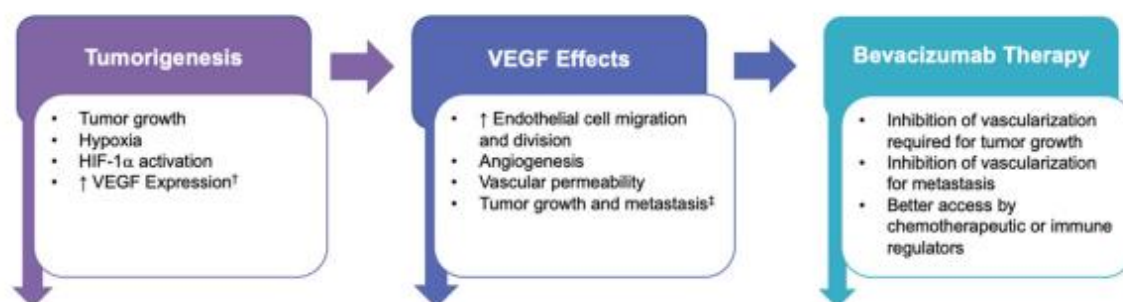 Tumorigenesis
• Tumor growth
• Hypoxia
• HIF-1α activation
• ↑ VEGF Expression†
VEGF Effects
• ↑ Endothelial cell migration
and division
• Angiogenesis
• Vascular permeability
• Tumor growth and metastasis‡
Bevacizumab Therapy
• Inhibition of vascularization
required for tumor growth
• Inhibition of vascularization
for metastasis
• Better access by
chemotherapeutic or immune
regulators